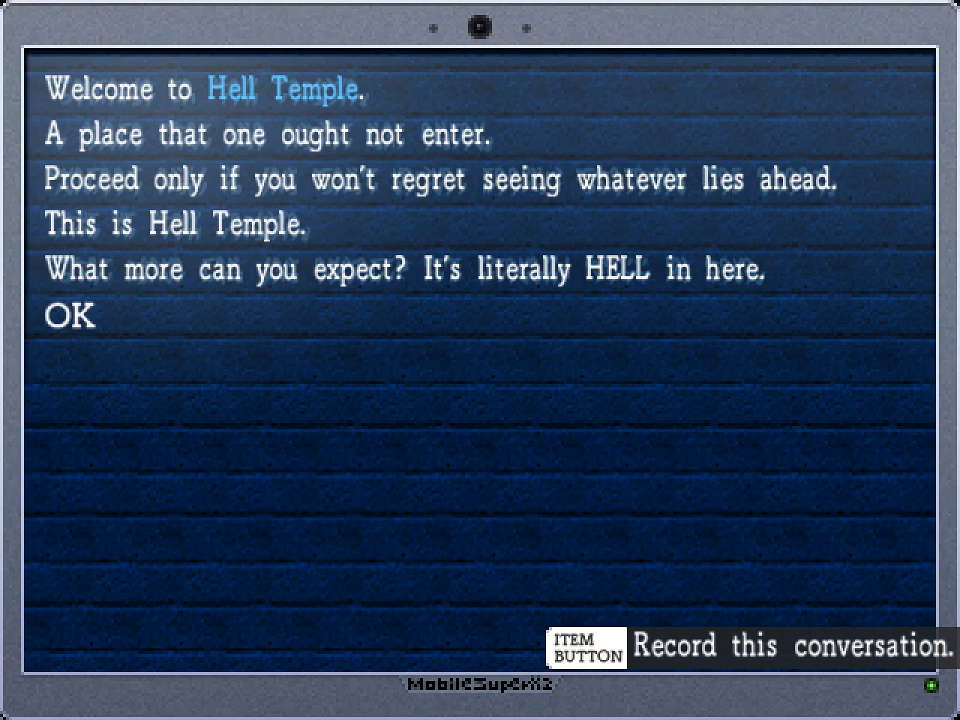 Welcome to Hell Temple.
A place that one ought not enter.
Proceed only if you won't regret seeing whatever lies ahead.
This is Hell Temple.
What more can you expect? It's literally HELL in here.
OK
ITEM
BUTTON
Record this conversation.
MobileSuperX2